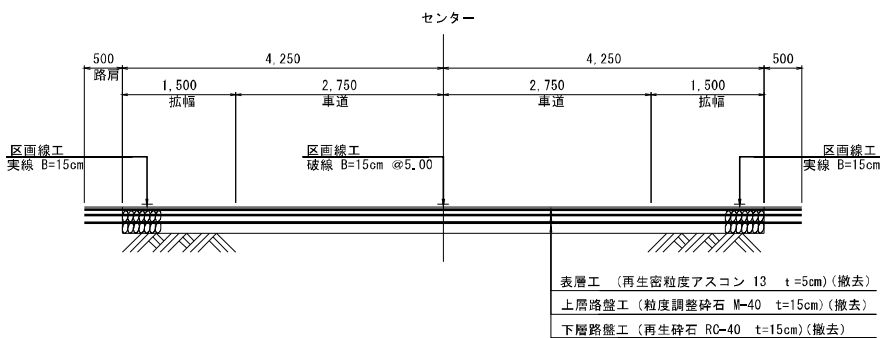 センター
500
4,250
4,250
500
路肩
1,500
2,750
2,750
1,500
拡幅
車道
車道
拡幅
区画線工
実線 B=15cm
区画線工
破線 B=15cm @5.00
区画線工
実線 B=15cm
表層工 (再生密粒度アスコン 13 t=5cm)(撤去)
上層路盤工 (粒度調整砕石 M-40 t=15cm)(撤去)
下層路盤工 (再生砕石 RC-40 t=15cm)(撤去)